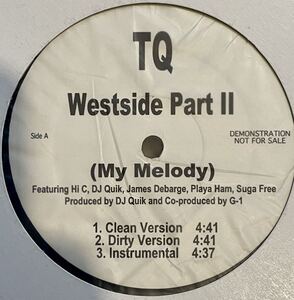 TQ
Westside Part II
Side A
DEMONSTRATION
NOT FOR SALE
(My Melody)
Featuring Hi C, DJ Quik, James Debarge, Playa Ham, Suga Free
Produced by DJ Quik and Co-produced by G-1
1. Clean Version 4:41
2. Dirty Version 4:41
3. Instrumental 4:37